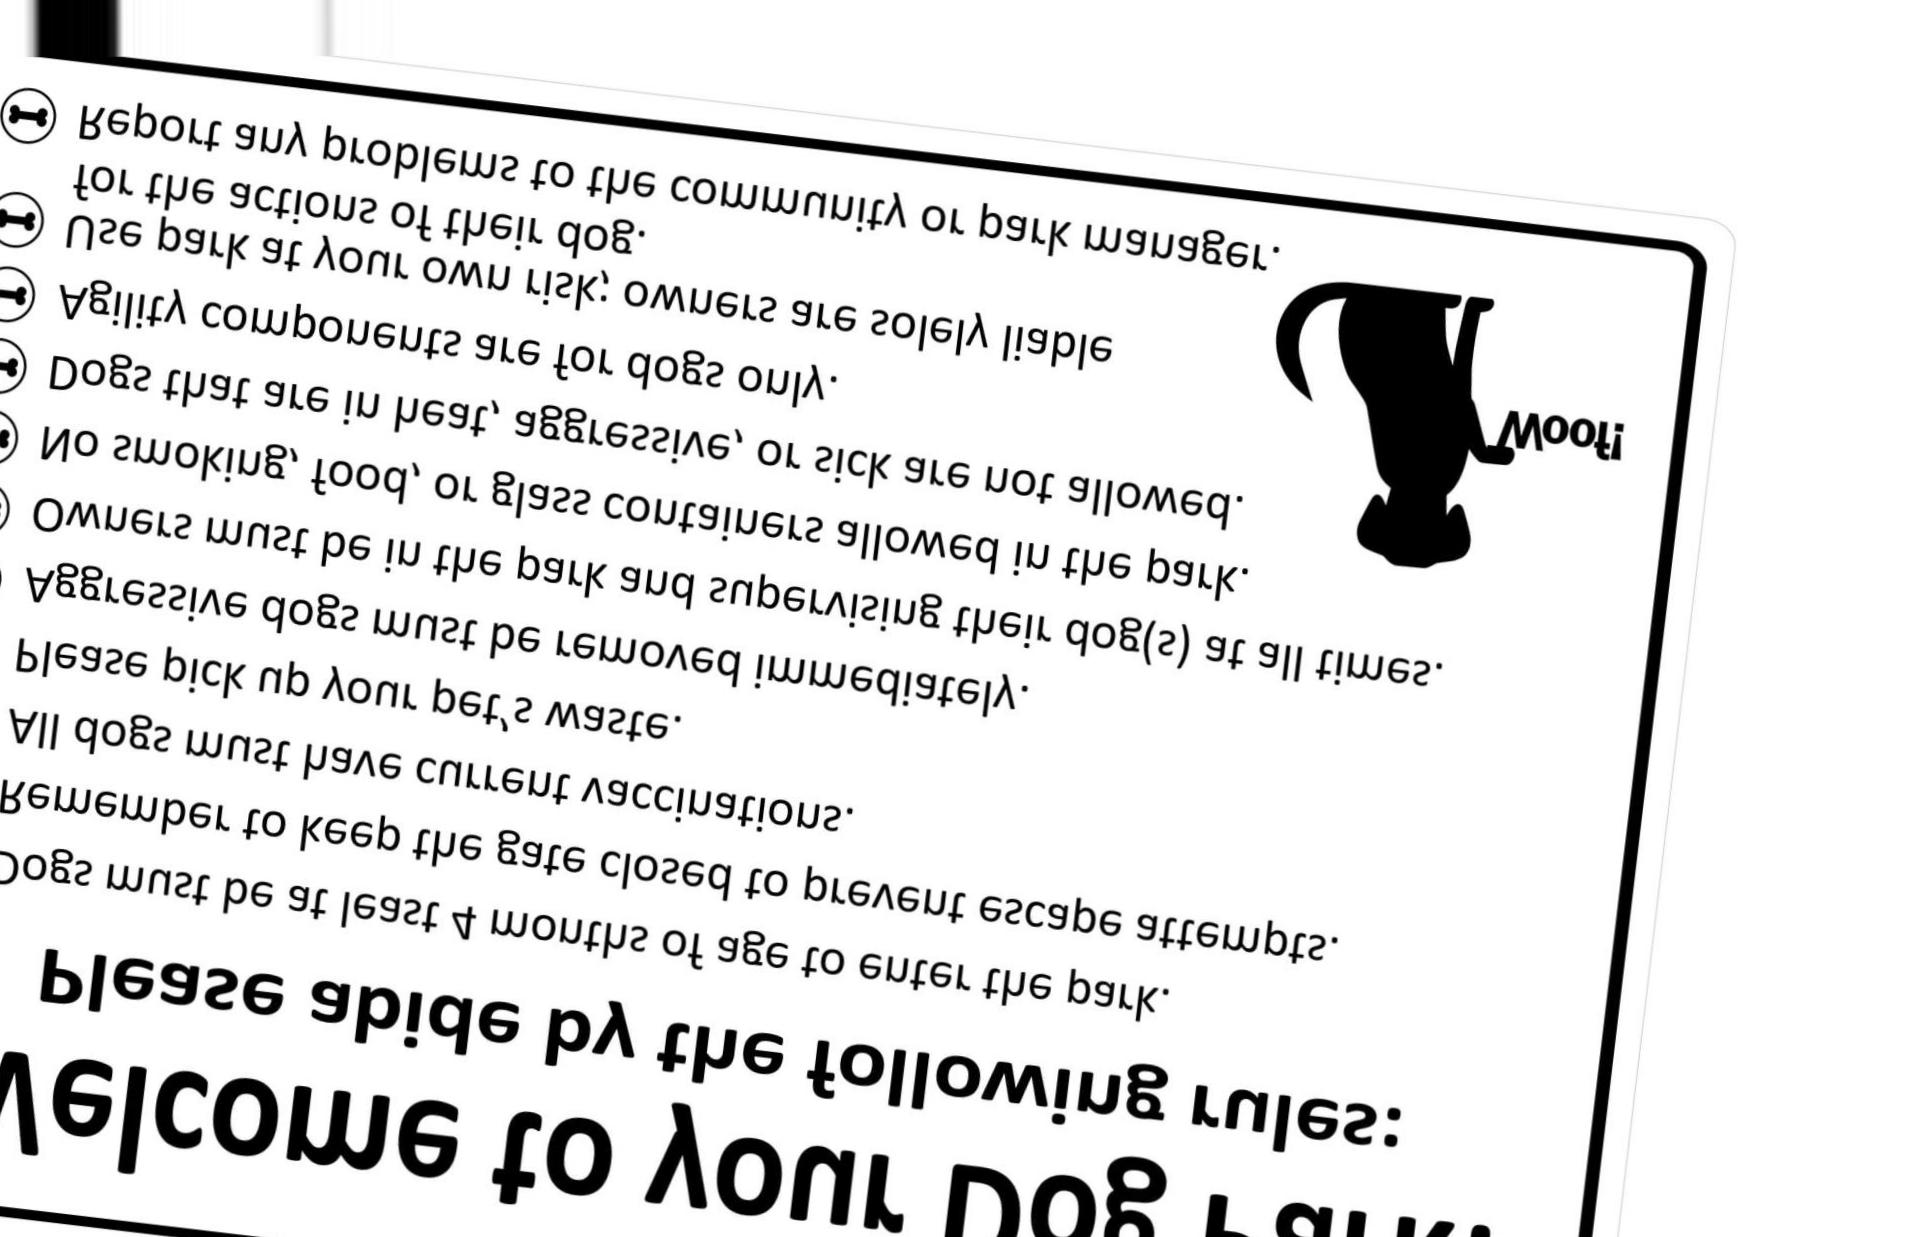 Welcome to your Dog Park!
Please abide by the following rules:
Dogs must be at least 4 months of age to enter the park.
Remember to keep the gate closed to prevent escape attempts.
All dogs must have current vaccinations.
Please pick up your pet's waste.
Aggressive dogs must be removed immediately.
Owners must be in the park and supervising their dog(s) at all times.
No smoking, food, or glass containers allowed in the park.
Dogs that are in heat, aggressive, or sick are not allowed.
Agility components are for dogs only.
Use park at your own risk; owners are solely liable
for the actions of their dog.
Report any problems to the community or park manager.
Woof!